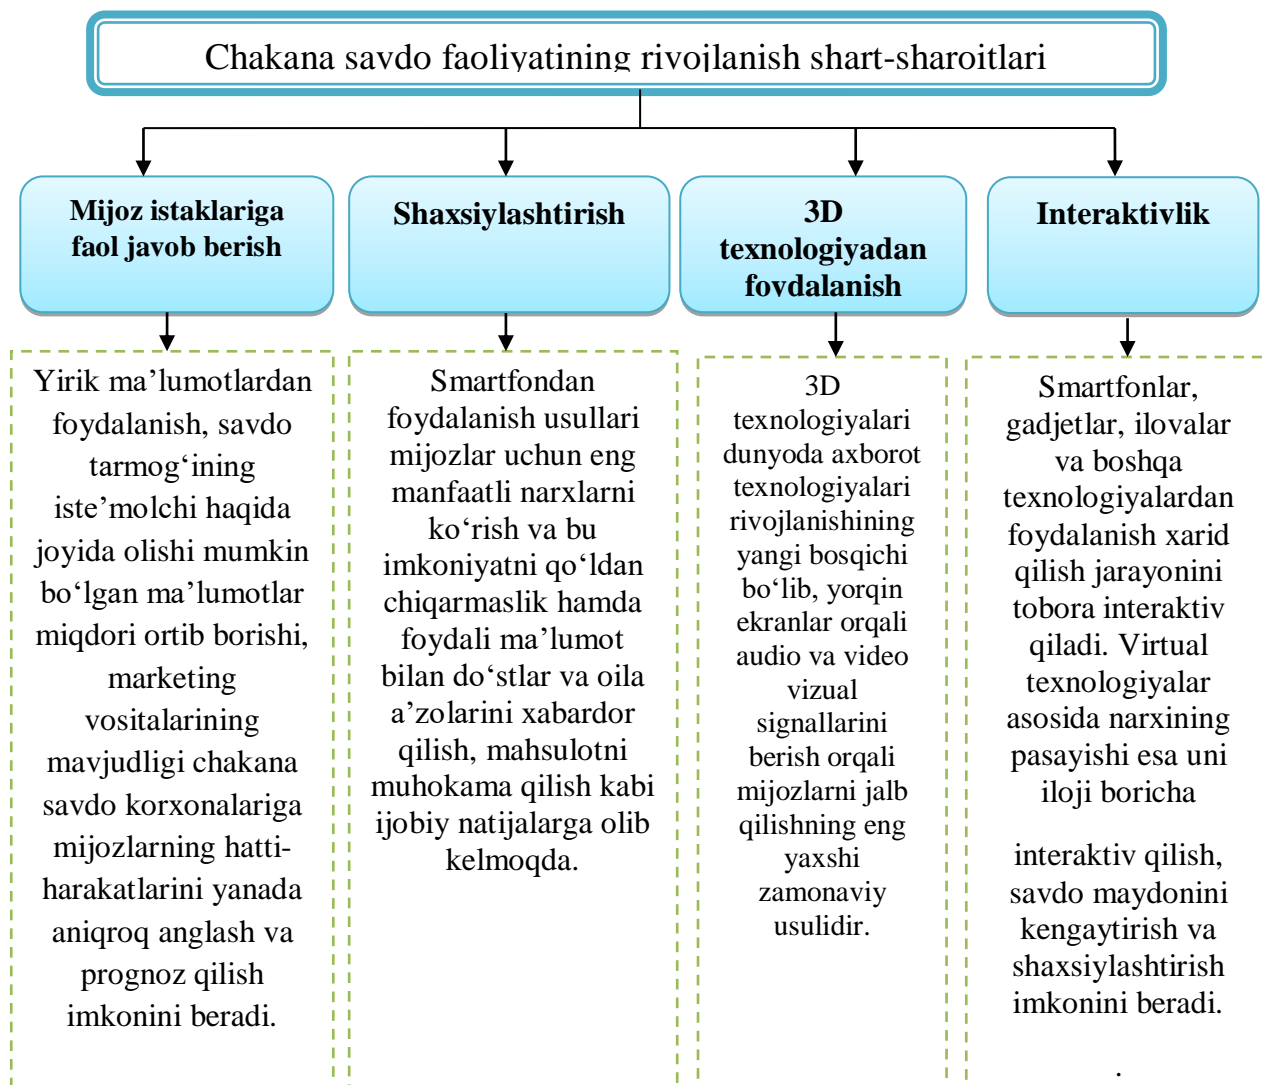 Chakana savdo faoliyatining rivojlanish shart-sharoitlari
Mijoz istaklariga
faol javob berish
Shaxsiylashtirish
3D
texnologiyadan
foydalanish
Interaktivlik
Yirik ma’lumotlardan
foydalanish, savdo
tarmog‘ining
iste’molchi haqida
joyida olishi mumkin
bo‘lgan ma’lumotlar
miqdori ortib borishi,
marketing
vositalarining
mavjudligi chakana
savdo korxonalariga
mijozlarning hatti-
harakatlarini yanada
aniqroq anglash va
prognoz qilish
imkonini beradi.
Smartfondan
foydalanish usullari
mijozlar uchun eng
manfaatli narxlarni
ko‘rish va bu
imkoniyatni qo‘ldan
chiqarmaslik hamda
foydali ma’lumot
bilan do‘stlar va oila
a’zolarini xabardor
qilish, mahsulotni
muhokama qilish kabi
ijobiy natijalarga olib
kelmoqda.
3D
texnologiyalari
dunyoda axborot
texnologiyalari
rivojlanishining
yangi bosqichi
bo‘lib, yorqin
ekranlar orqali
audio va video
vizual
signallarini
berish orqali
mijozlarni jalb
qilishning eng
yaxshi
zamonaviy
usulidir.
Smartfonlar,
gadjetlar, ilovalar
va boshqa
texnologiyalardan
foydalanish xarid
qilish jarayonini
tobora interaktiv
qiladi. Virtual
texnologiyalar
asosida narxining
pasayishi esa uni
iloji boricha
interaktiv qilish,
savdo maydonini
kengaytirish va
shaxsiylashtirish
imkonini beradi.
.